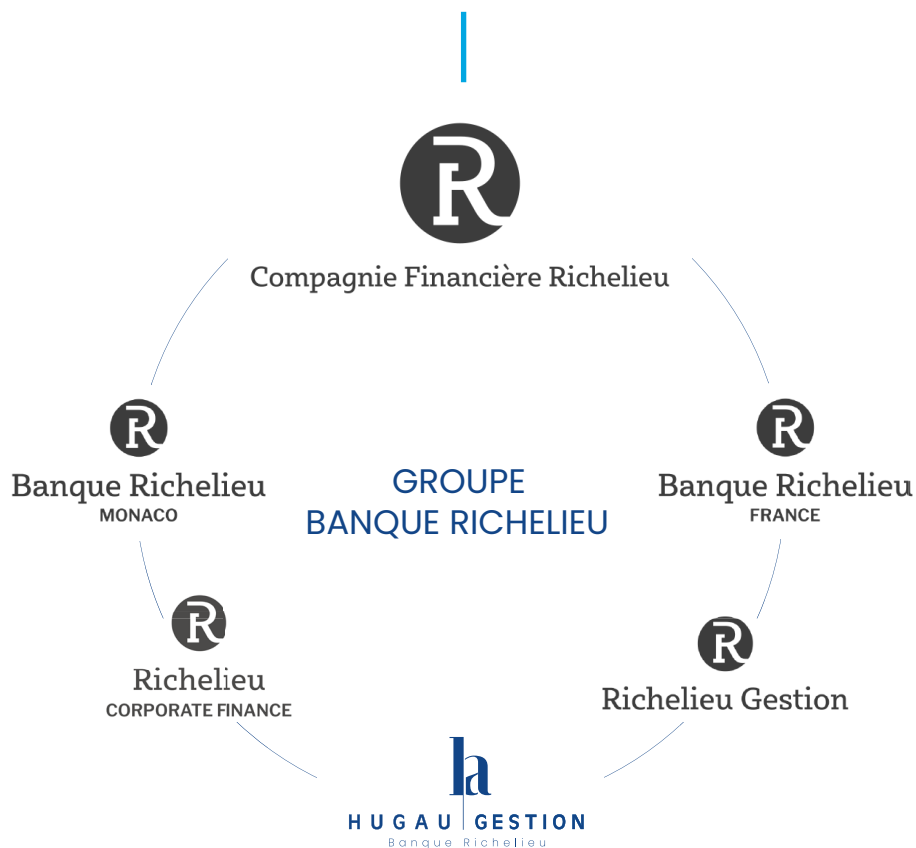 R
Compagnie Financière Richelieu
R
Banque Richelieu
MONACO
GROUPE
BANQUE RICHELIEU
R
Banque Richelieu
FRANCE
R
Richelieu
CORPORATE FINANCE
R
Richelieu Gestion
ha
HUGAU GESTION
Banque Richelieu